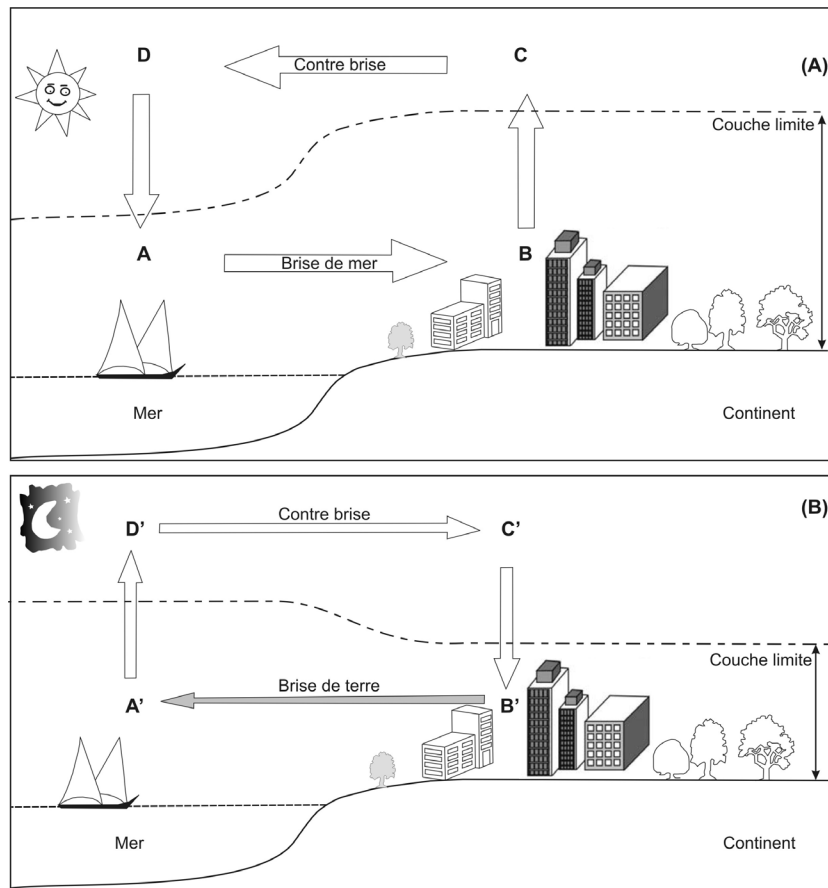 D
Contre brise
C
(A)
Couche limite
A
Brise de mer
B
Mer
Continent
(B)
D’
Contre brise
C’
Couche limite
A’
Brise de terre
B’
Mer
Continent